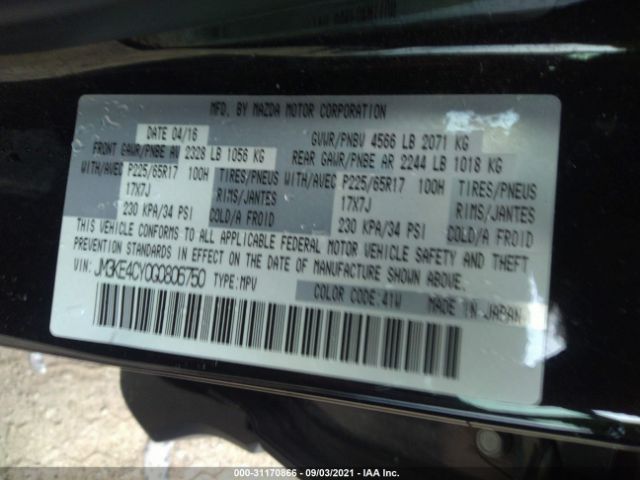 MFD. BY MAZDA MOTOR CORPORATION
DATE 04/16 GVWR/PNBV 4566 LB 2071 KG
FRONT GAWR/PNBE AV 2328 LB 1056 KG REAR GAWR/PNBE AR 2244 LB 1018 KG
WITH/AVEC P225/65R17 100H TIRES/PNEUS WITH/AVEC P225/65R17 100H TIRES/PNEUS
17X7J RIMS/JANTES 17X7J RIMS/JANTES
230 KPA/34 PSI COLD/A FROID 230 KPA/34 PSI COLD/A FROID
THIS VEHICLE CONFORMS TO ALL APPLICABLE FEDERAL MOTOR VEHICLE SAFETY AND THEFT
PREVENTION STANDARDS IN EFFECT ON THE DATE OF MANUFACTURE SHOWN ABOVE.
VIN: JM3KE4CY0G0806750 TYPE: MPV
COLOR CODE:41W MADE IN JAPAN
000-31170866 - 09/03/2021 - IAA Inc.